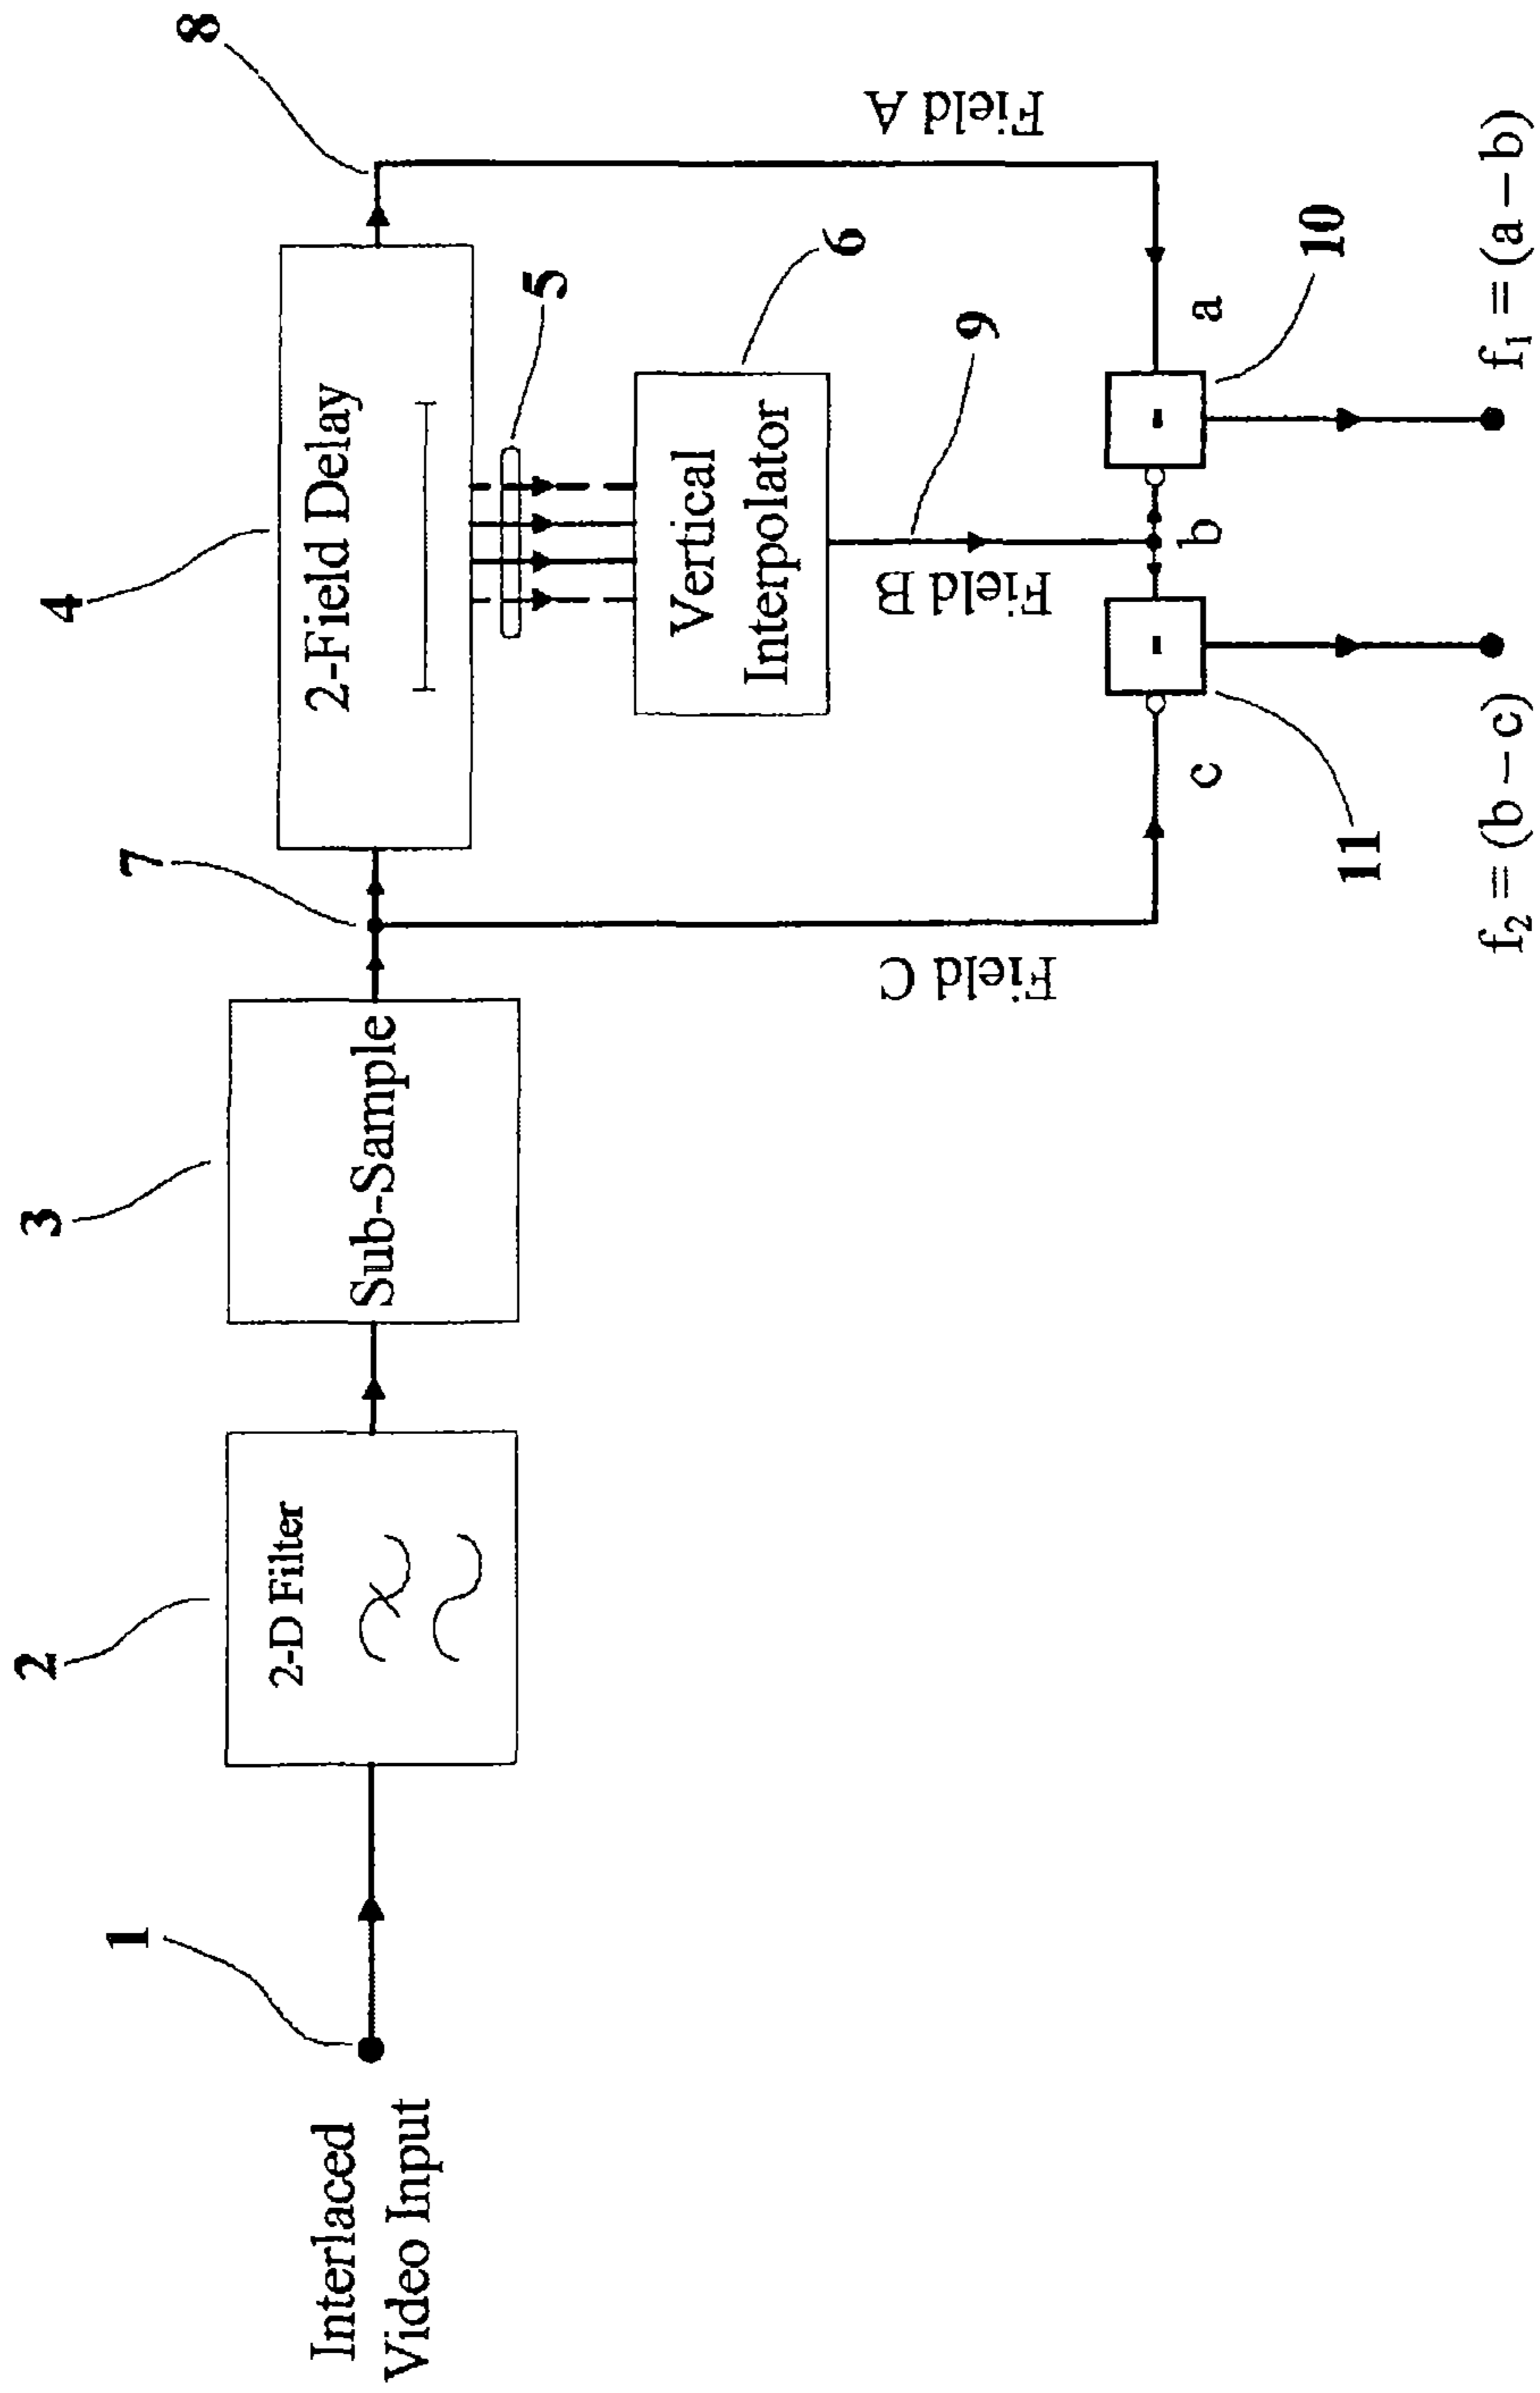 Interlaced
Video Input
1
2
2-D Filter
3
Sub-Sample
7
4
2-Field Delay
8
5
Vertical
Interpolator
6
Field C
Field B
9
Field A
c
b
a
11
10
f₂ = (b – c)
f₁ = (a – b)